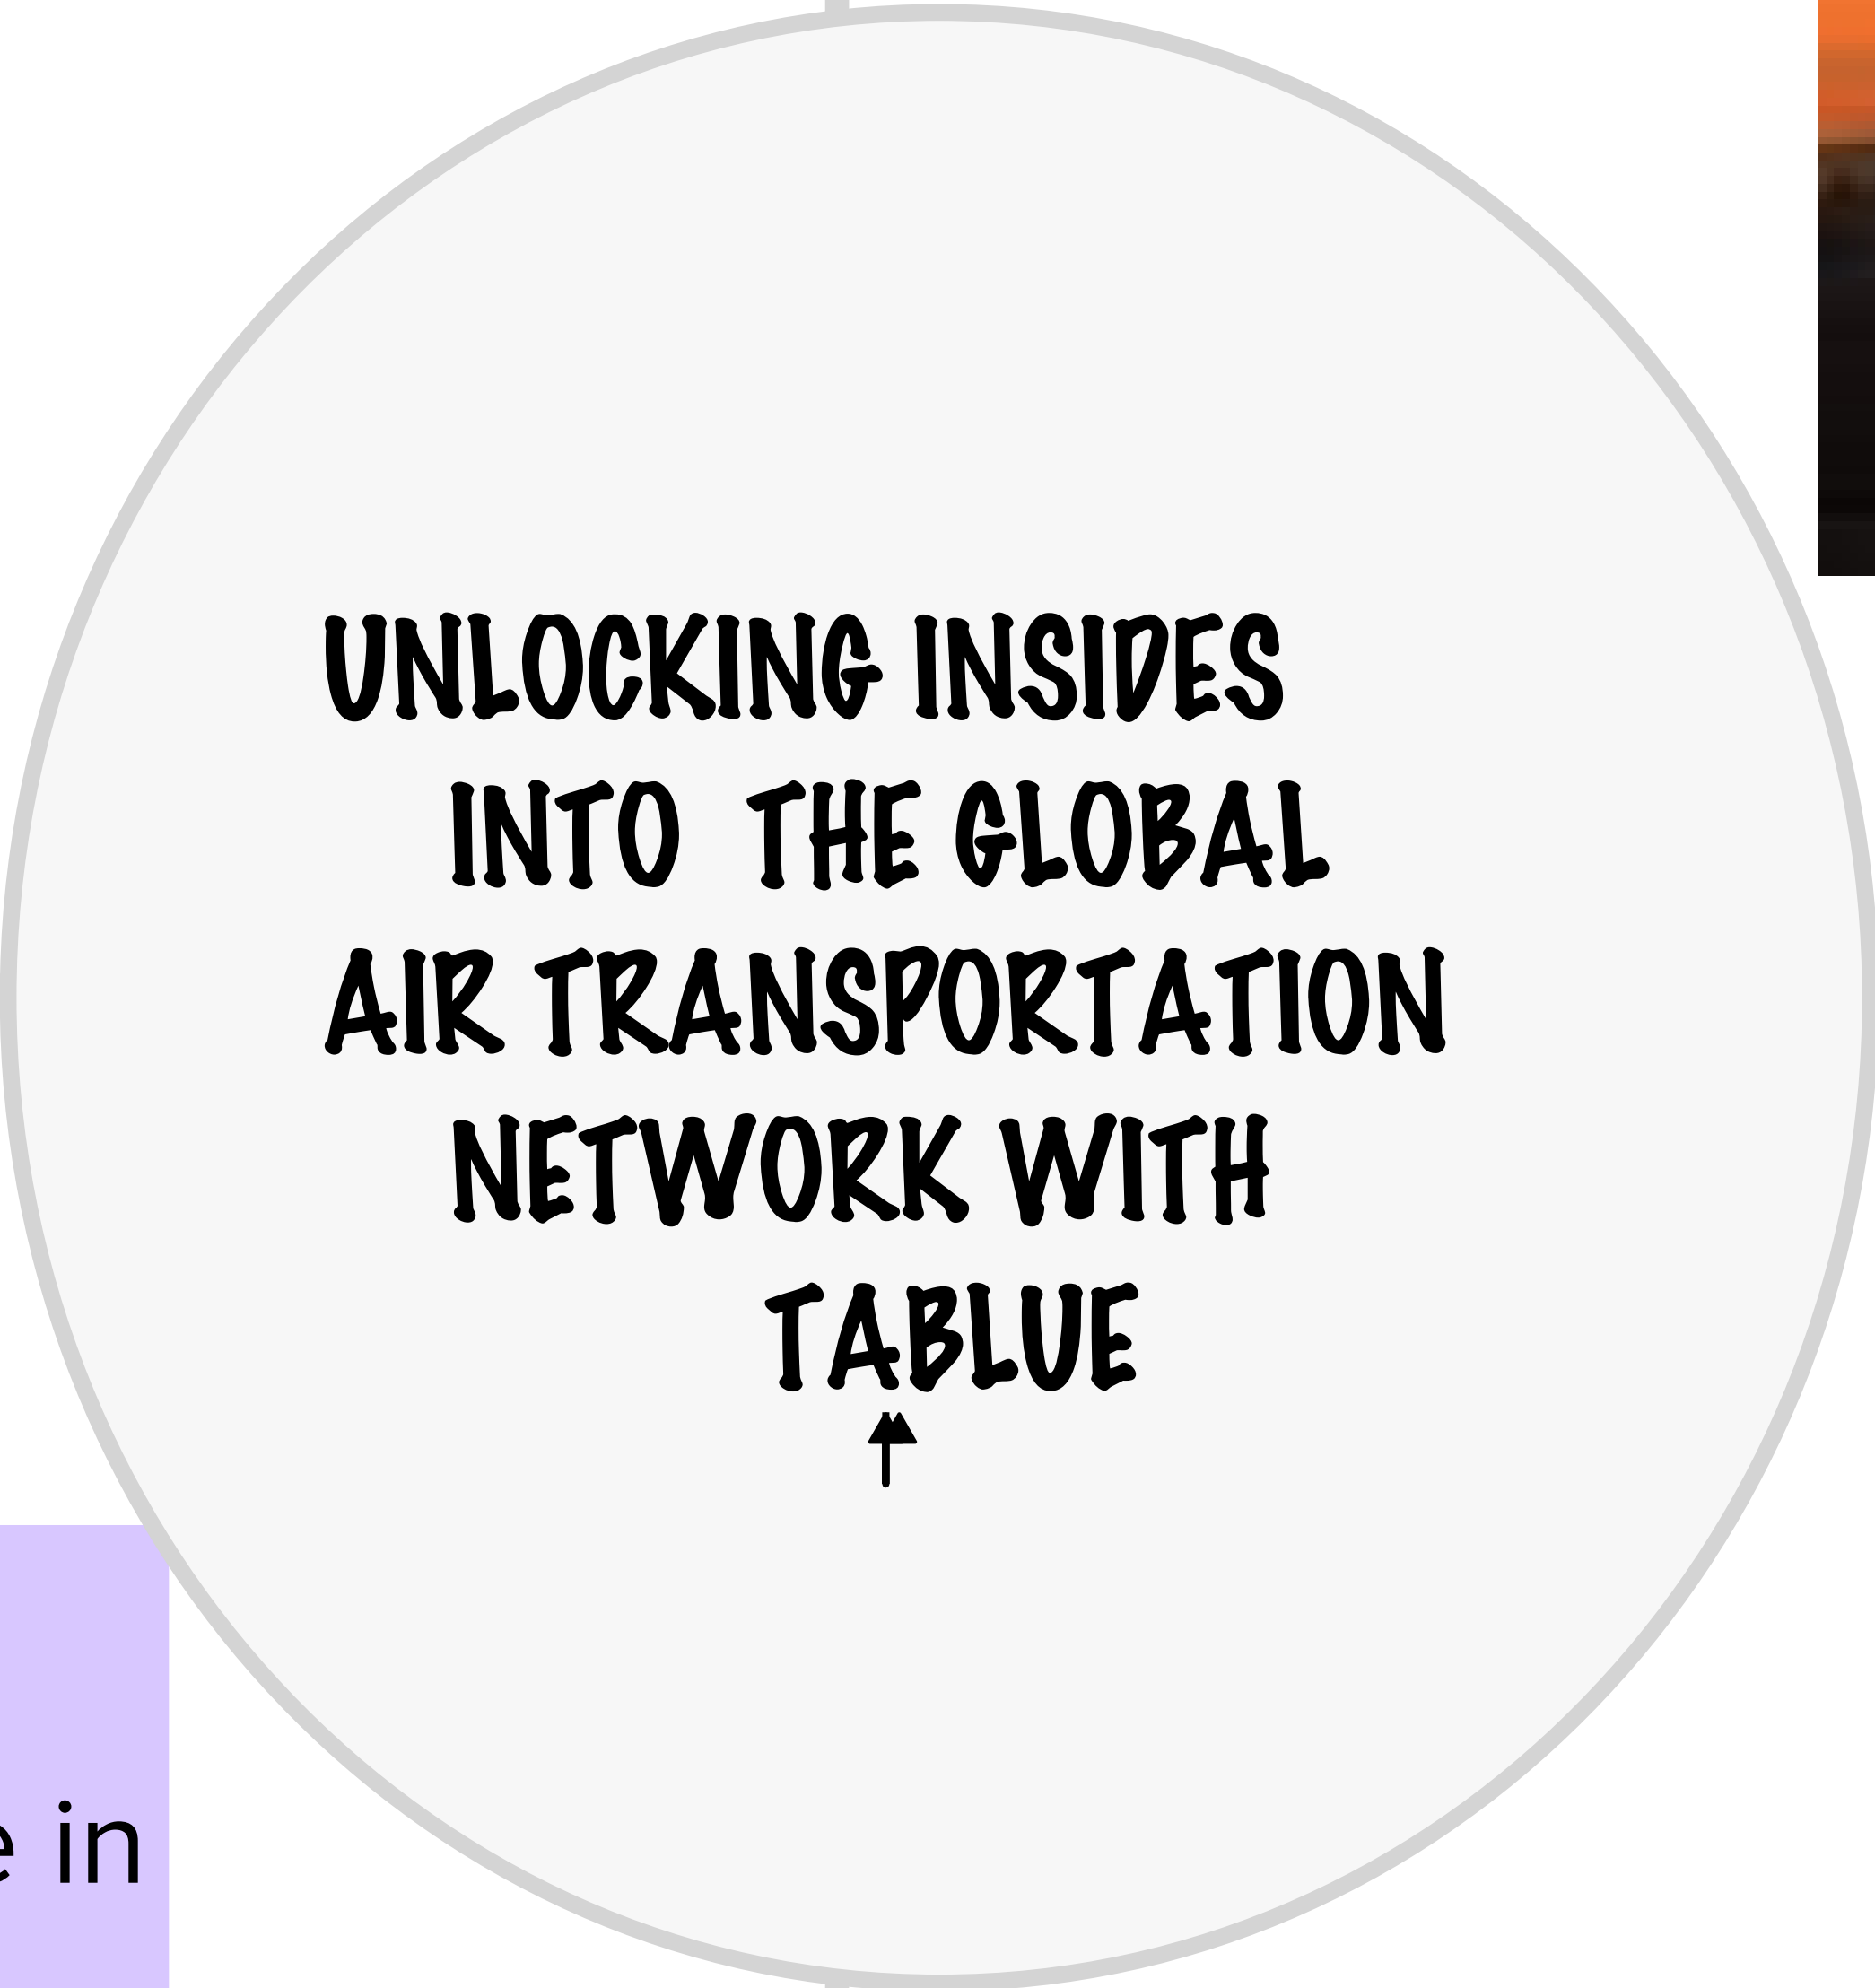 UNLOCKING INSIDES
INTO THE GLOBAL
AIR TRANSPORTATION
NETWORK WITH
TABLUE
in